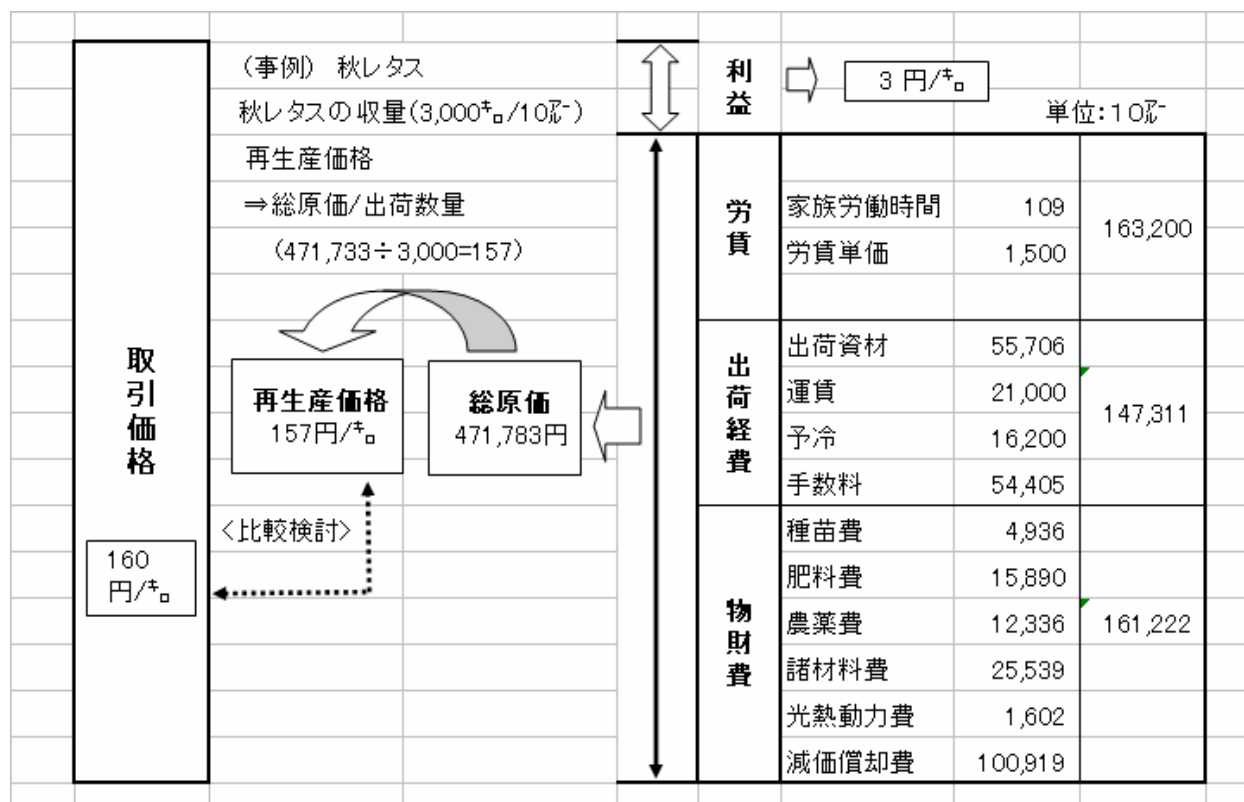 (事例) 秋レタス
秋レタスの収量(3,000㌔/10㌃)
再生産価格
⇒総原価/出荷数量
(471,733÷3,000=157)
取引価格
160
円/㌔
再生産価格
157円/㌔
総原価
471,783円
<比較検討>
利益
3 円/㌔
単位:10㌃
労賃
家族労働時間 109
労賃単価 1,500
163,200
出荷経費
出荷資材 55,706
運賃 21,000
予冷 16,200
手数料 54,405
147,311
物財費
種苗費 4,936
肥料費 15,890
農薬費 12,336
諸材料費 25,539
光熱動力費 1,602
減価償却費 100,919
161,222